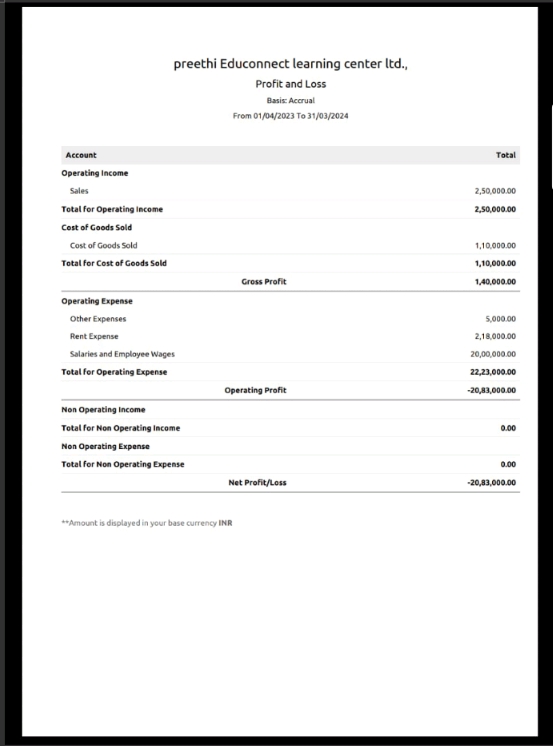 preethi Educonnect learning center ltd.,
Profit and Loss
Basis: Accrual
From 01/04/2023 To 31/03/2024
Account Total
Operating Income
Sales 2,50,000.00
Total for Operating Income 2,50,000.00
Cost of Goods Sold
Cost of Goods Sold 1,10,000.00
Total for Cost of Goods Sold 1,10,000.00
Gross Profit 1,40,000.00
Operating Expense
Other Expenses 5,000.00
Rent Expense 2,18,000.00
Salaries and Employee Wages 20,00,000.00
Total for Operating Expense 22,23,000.00
Operating Profit -20,83,000.00
Non Operating Income
Total for Non Operating Income 0.00
Non Operating Expense
Total for Non Operating Expense 0.00
Net Profit/Loss -20,83,000.00
**Amount is displayed in your base currency INR